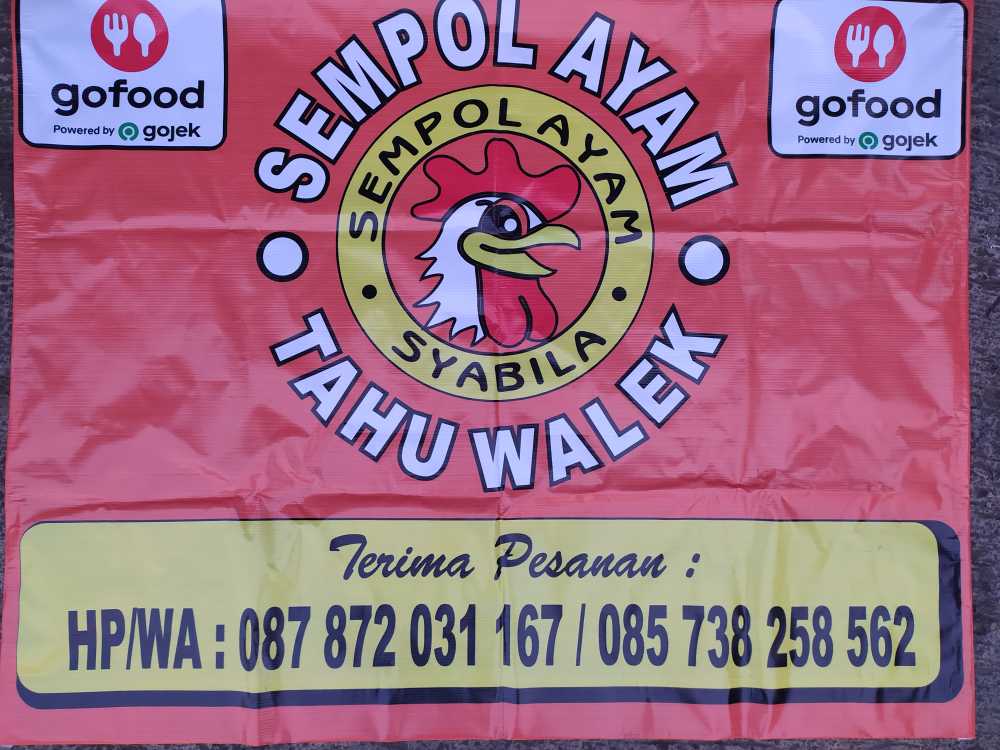 gofood
Powered by gojek
gofood
Powered by gojek
SEMPOL AYAM
SEMPOL AYAM
SYABILA
TAHU WALEK
Terima Pesanan :
HP/WA : 087 872 031 167 / 085 738 258 562